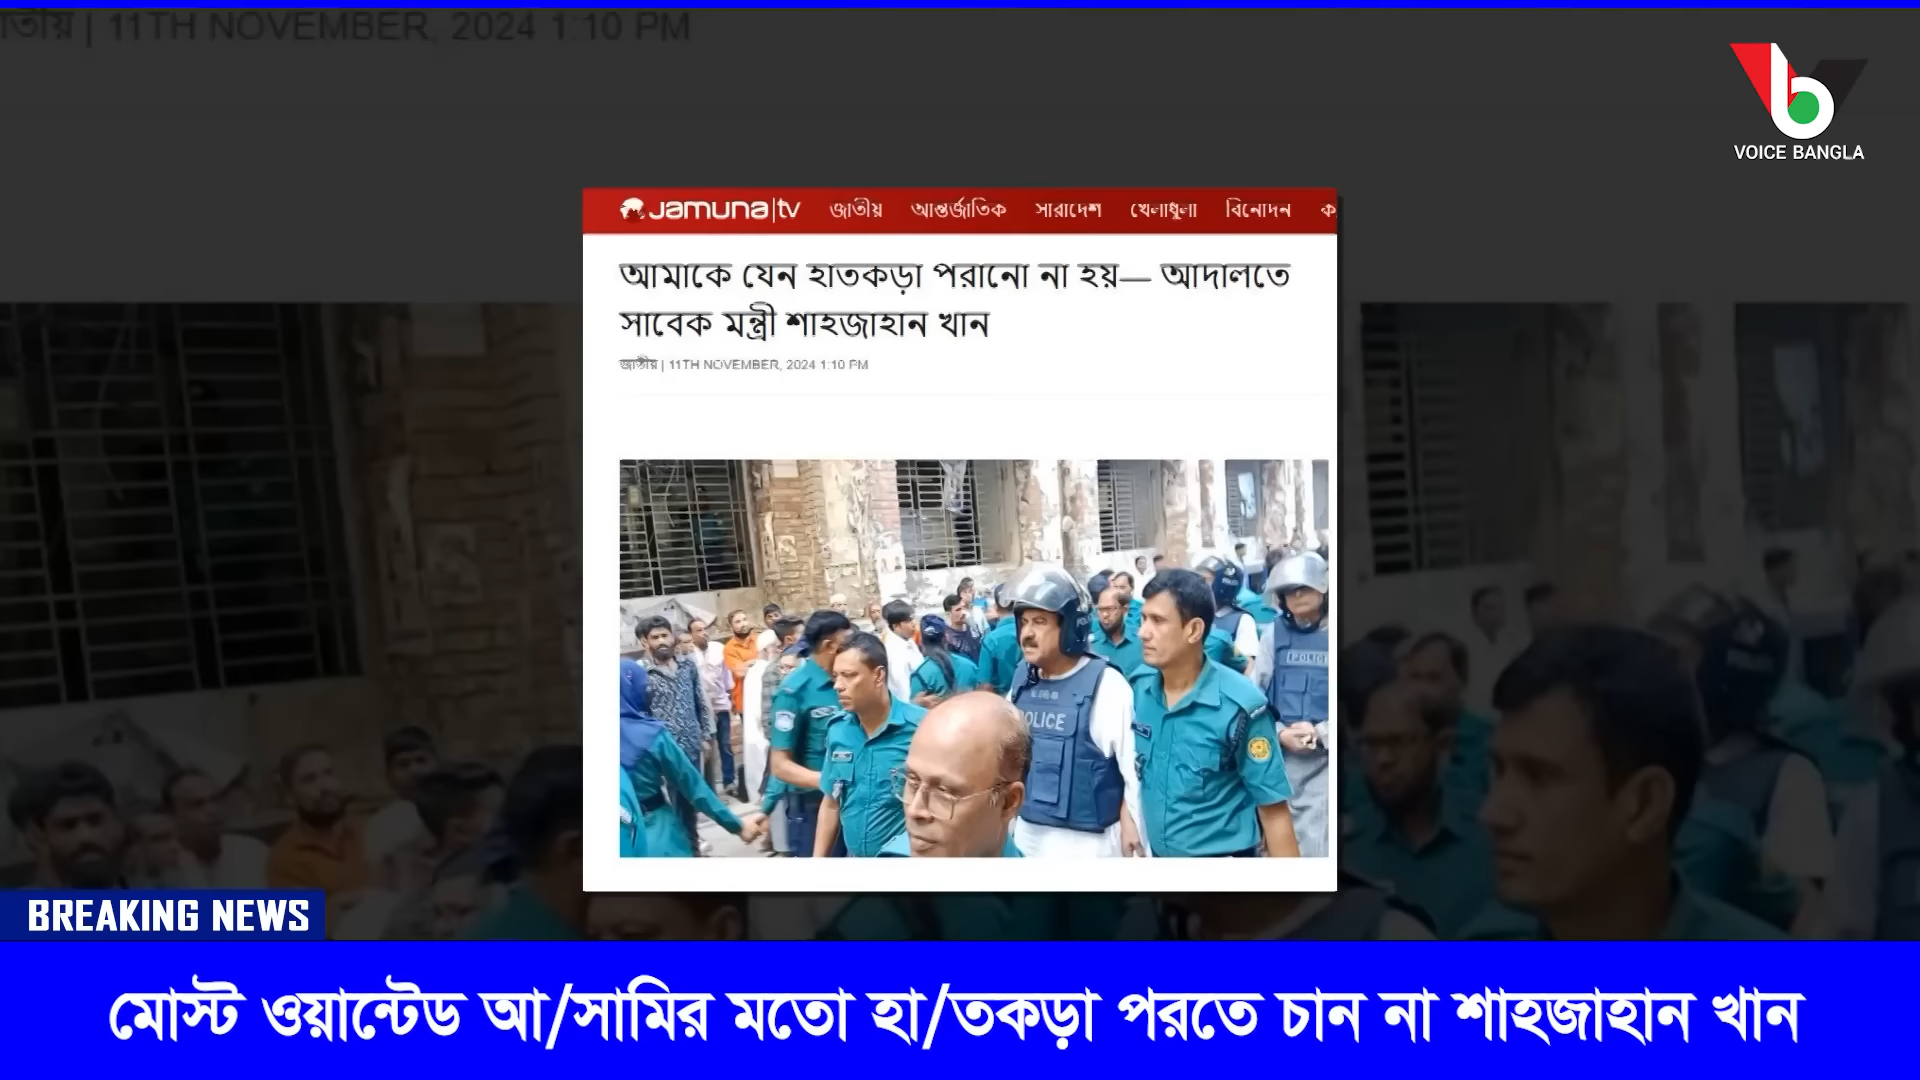 তীয় | 11TH NOVEMBER, 2024 1:10 PM
VOICE BANGLA
Jamuna|tv জাতীয় আন্তর্জাতিক সারাদেশ খেলাধুলা বিনোদন ক
আমাকে যেন হাতকড়া পরানো না হয়— আদালতে
সাবেক মন্ত্রী শাহজাহান খান
জাতীয় | 11TH NOVEMBER, 2024 1:10 PM
POLICE
POLICE
BREAKING NEWS
মোস্ট ওয়ান্টেড আ/সামির মতো হা/তকড়া পরতে চান না শাহজাহান খান